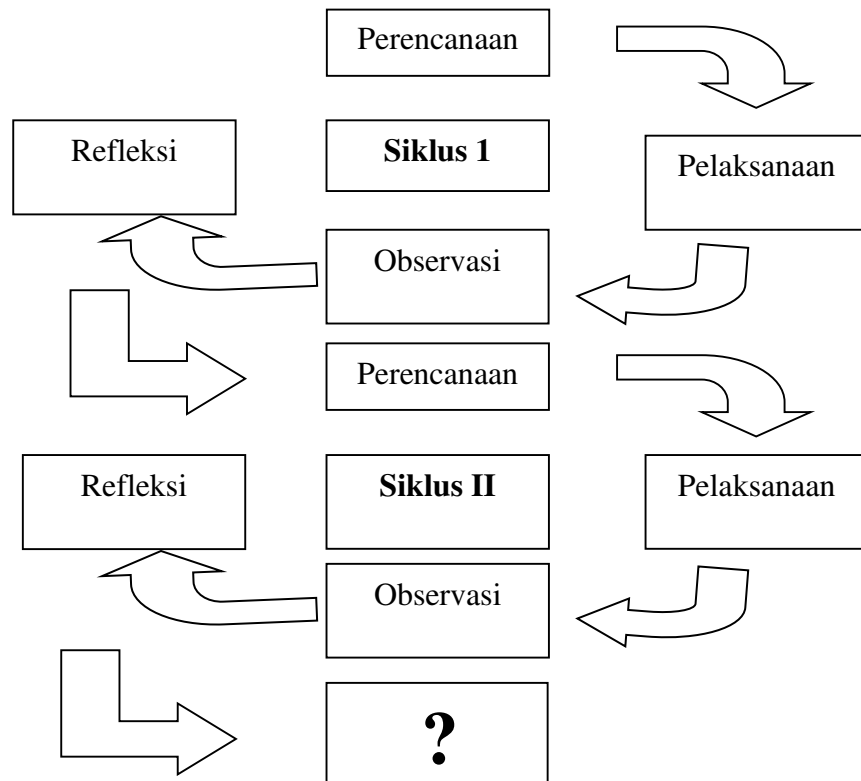 Perencanaan
Refleksi
Siklus 1
Pelaksanaan
Observasi
Perencanaan
Refleksi
Siklus II
Pelaksanaan
Observasi
?